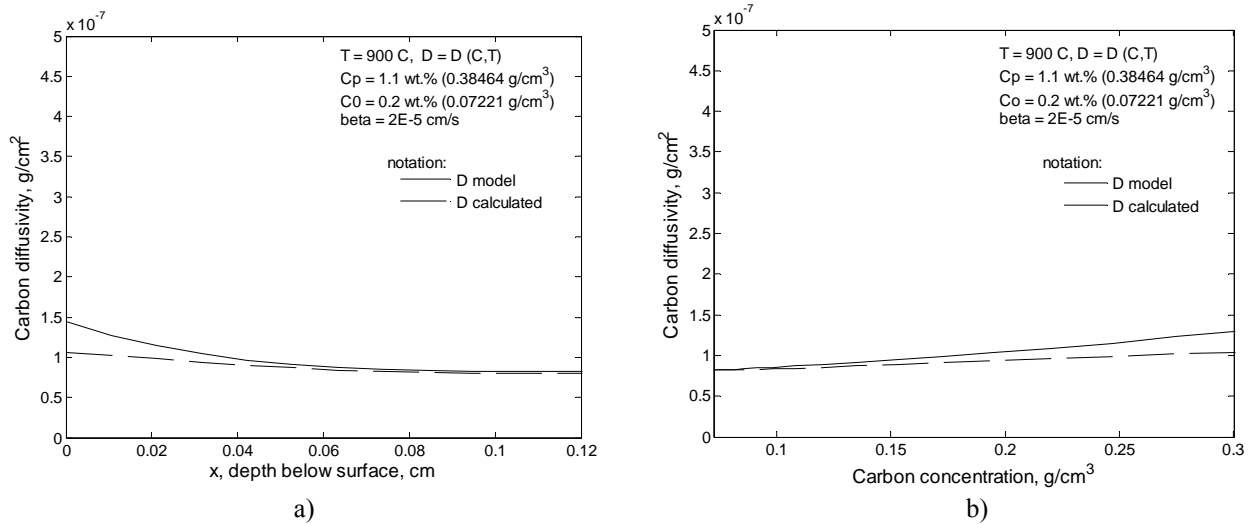 x 10^-7
5
4.5
4
3.5
3
2.5
2
1.5
1
0.5
0
Carbon diffusivity, g/cm^2
T = 900 C, D = D (C,T)
Cp = 1.1 wt.% (0.38464 g/cm^3)
C0 = 0.2 wt.% (0.07221 g/cm^3)
beta = 2E-5 cm/s
notation:
D model
D calculated
0 0.02 0.04 0.06 0.08 0.1 0.12
x, depth below surface, cm
a)
x 10^-7
5
4.5
4
3.5
3
2.5
2
1.5
1
0.5
0
Carbon diffusivity, g/cm^2
T = 900 C, D = D (C,T)
Cp = 1.1 wt.% (0.38464 g/cm^3)
Co = 0.2 wt.% (0.07221 g/cm^3)
beta = 2E-5 cm/s
notation:
D model
D calculated
0.1 0.15 0.2 0.25 0.3
Carbon concentration, g/cm^3
b)